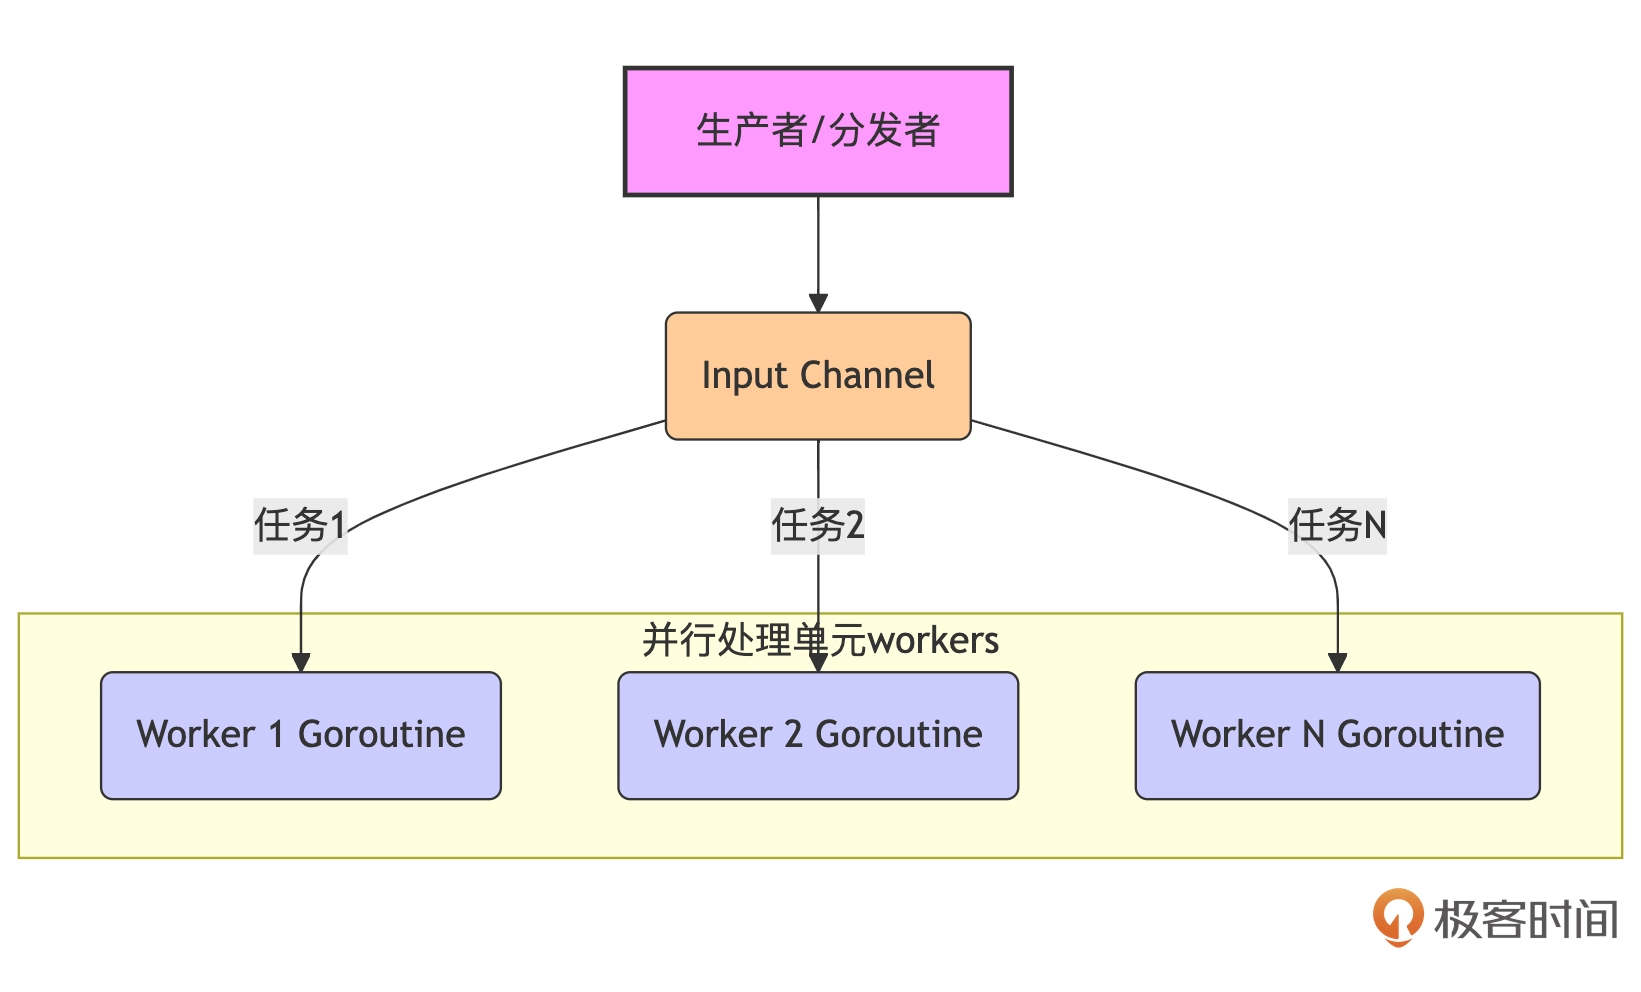 生产者/分发者
Input Channel
任务1
任务2
任务N
并行处理单元workers
Worker 1 Goroutine
Worker 2 Goroutine
Worker N Goroutine
极客时间